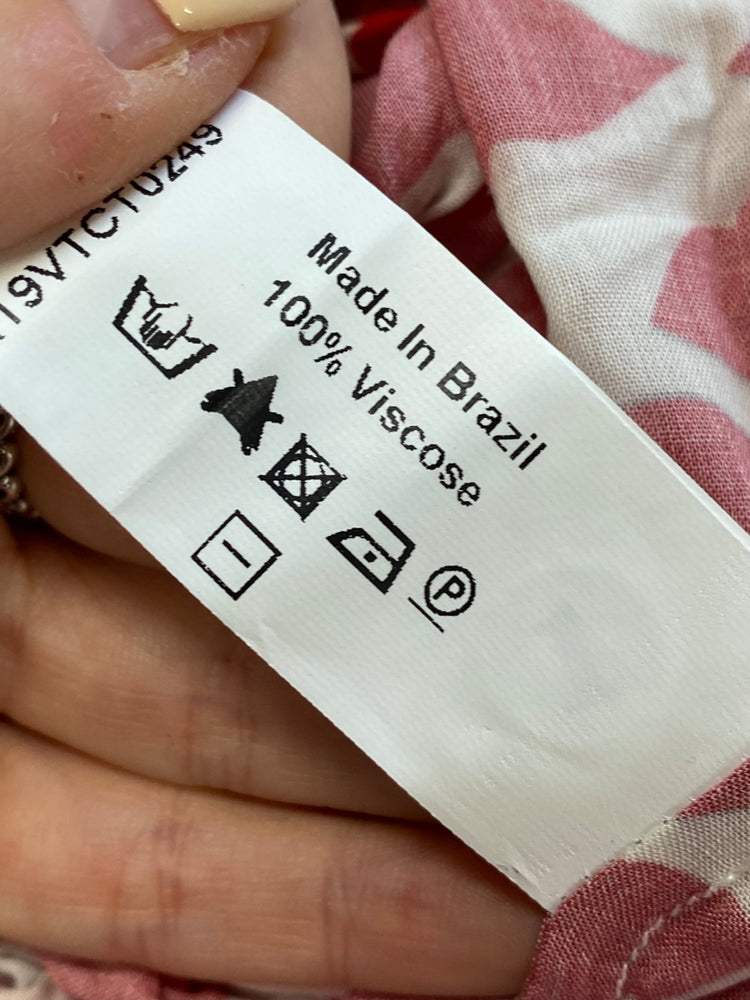 19VTCT0249
Made In Brazil
100% Viscose
P